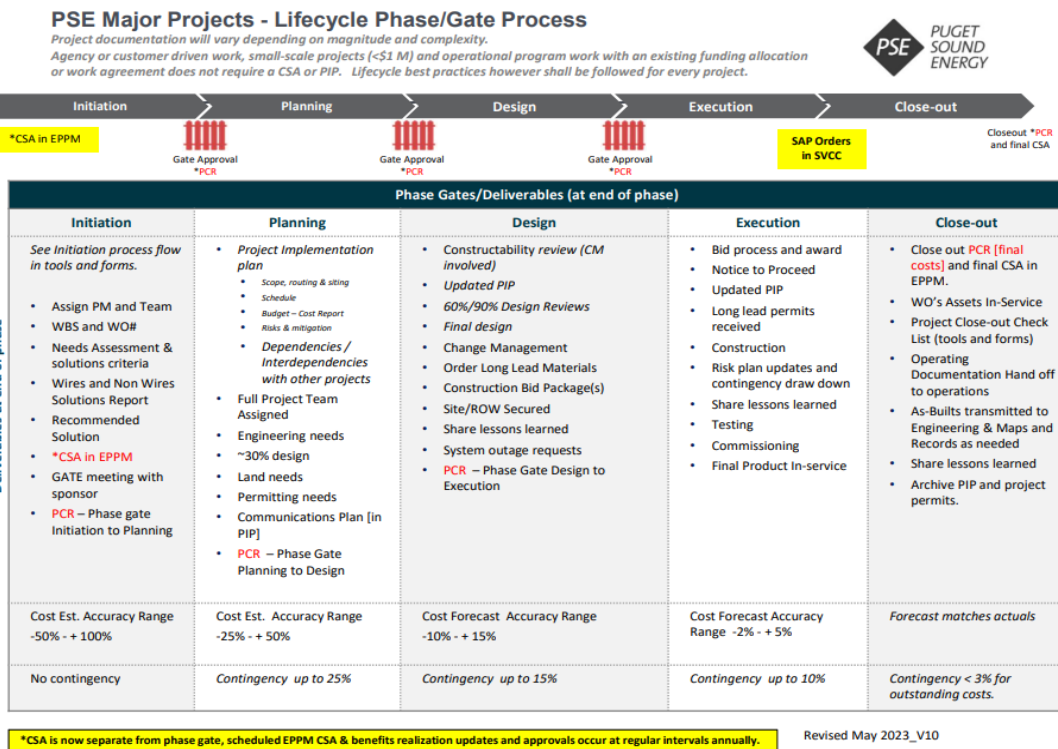 PSE Major Projects - Lifecycle Phase/Gate Process
Project documentation will vary depending on magnitude and complexity.
Agency or customer driven work, small-scale projects (<$1 M) and operational program work with an existing funding allocation
or work agreement does not require a CSA or PIP. Lifecycle best practices however shall be followed for every project.
PSE
PUGET
SOUND
ENERGY
Initiation
Planning
Design
Execution
Close-out
*CSA in EPPM
Gate Approval
*PCR
Gate Approval
*PCR
Gate Approval
*PCR
SAP Orders
in SVCC
Closeout *PCR
and final CSA
Phase Gates/Deliverables (at end of phase)
Initiation
See Initiation process flow
in tools and forms.
• Assign PM and Team
• WBS and WO#
• Needs Assessment &
solutions criteria
• Wires and Non Wires
Solutions Report
• Recommended
Solution
• *CSA in EPPM
• GATE meeting with
sponsor
• PCR – Phase gate
Initiation to Planning
Cost Est. Accuracy Range
-50% - + 100%
No contingency
Planning
• Project Implementation
plan
• Scope, routing & siting
• Schedule
• Budget – Cost Report
• Risks & mitigation
• Dependencies /
Interdependencies
with other projects
• Full Project Team
Assigned
• Engineering needs
• ~30% design
• Land needs
• Permitting needs
• Communications Plan [in
PIP]
• PCR – Phase Gate
Planning to Design
Cost Est. Accuracy Range
-25% - + 50%
Contingency up to 25%
Design
• Constructability review (CM
involved)
• Updated PIP
• 60%/90% Design Reviews
• Final design
• Change Management
• Order Long Lead Materials
• Construction Bid Package(s)
• Site/ROW Secured
• Share lessons learned
• System outage requests
• PCR – Phase Gate Design to
Execution
Cost Forecast Accuracy Range
-10% - + 15%
Contingency up to 15%
Execution
• Bid process and award
• Notice to Proceed
• Updated PIP
• Long lead permits
received
• Construction
• Risk plan updates and
contingency draw down
• Share lessons learned
• Testing
• Commissioning
• Final Product In-service
Cost Forecast Accuracy
Range -2% - + 5%
Contingency up to 10%
Close-out
• Close out PCR [final
costs] and final CSA in
EPPM.
• WO's Assets In-Service
• Project Close-out Check
List (tools and forms)
• Operating
Documentation Hand off
to operations
• As-Builts transmitted to
Engineering & Maps and
Records as needed
• Share lessons learned
• Archive PIP and project
permits.
Forecast matches actuals
Contingency < 3% for
outstanding costs.
*CSA is now separate from phase gate, scheduled EPPM CSA & benefits realization updates and approvals occur at regular intervals annually.
Revised May 2023_V10